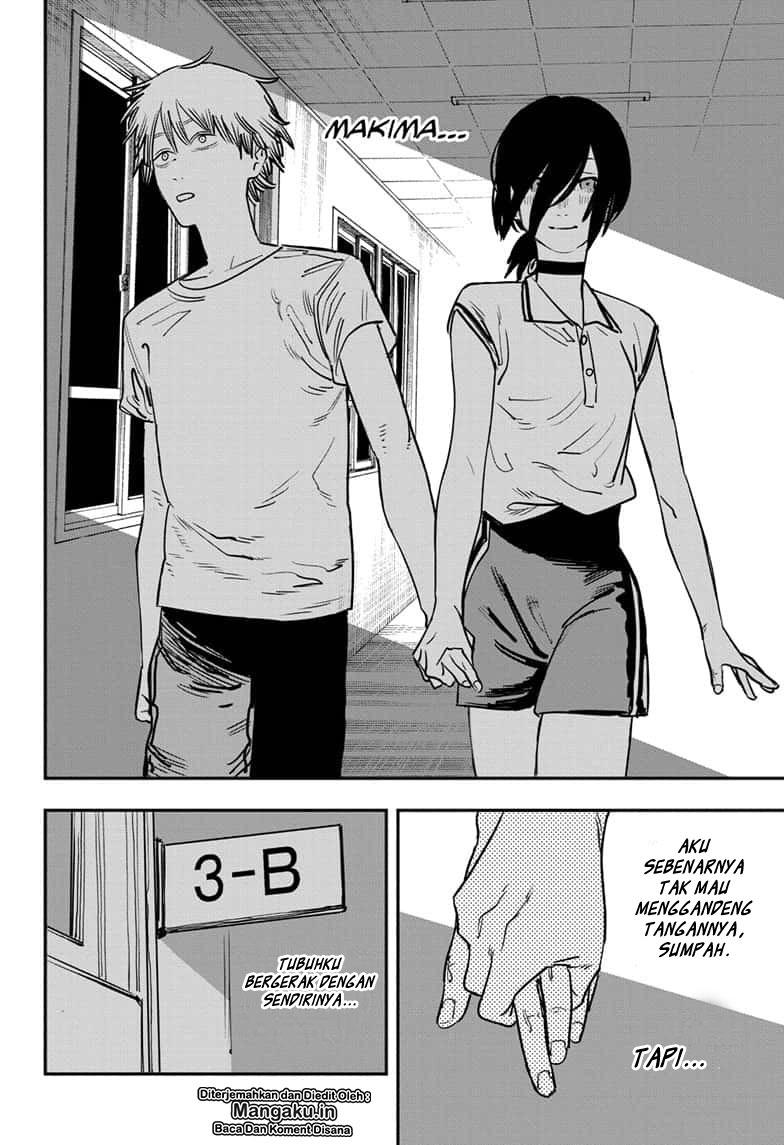 MAKIMA...
AKU
SEBENARNYA
TAK MAU
MENGGANDENG
TANGANNYA,
SUMPAH.
TAPI...
3-B
TUBUHKU
BERGERAK DENGAN
SENDIRINYA...
Diterjemahkan dan Diedit Oleh:
Mangaku.in
Baca Dan Koment Disana